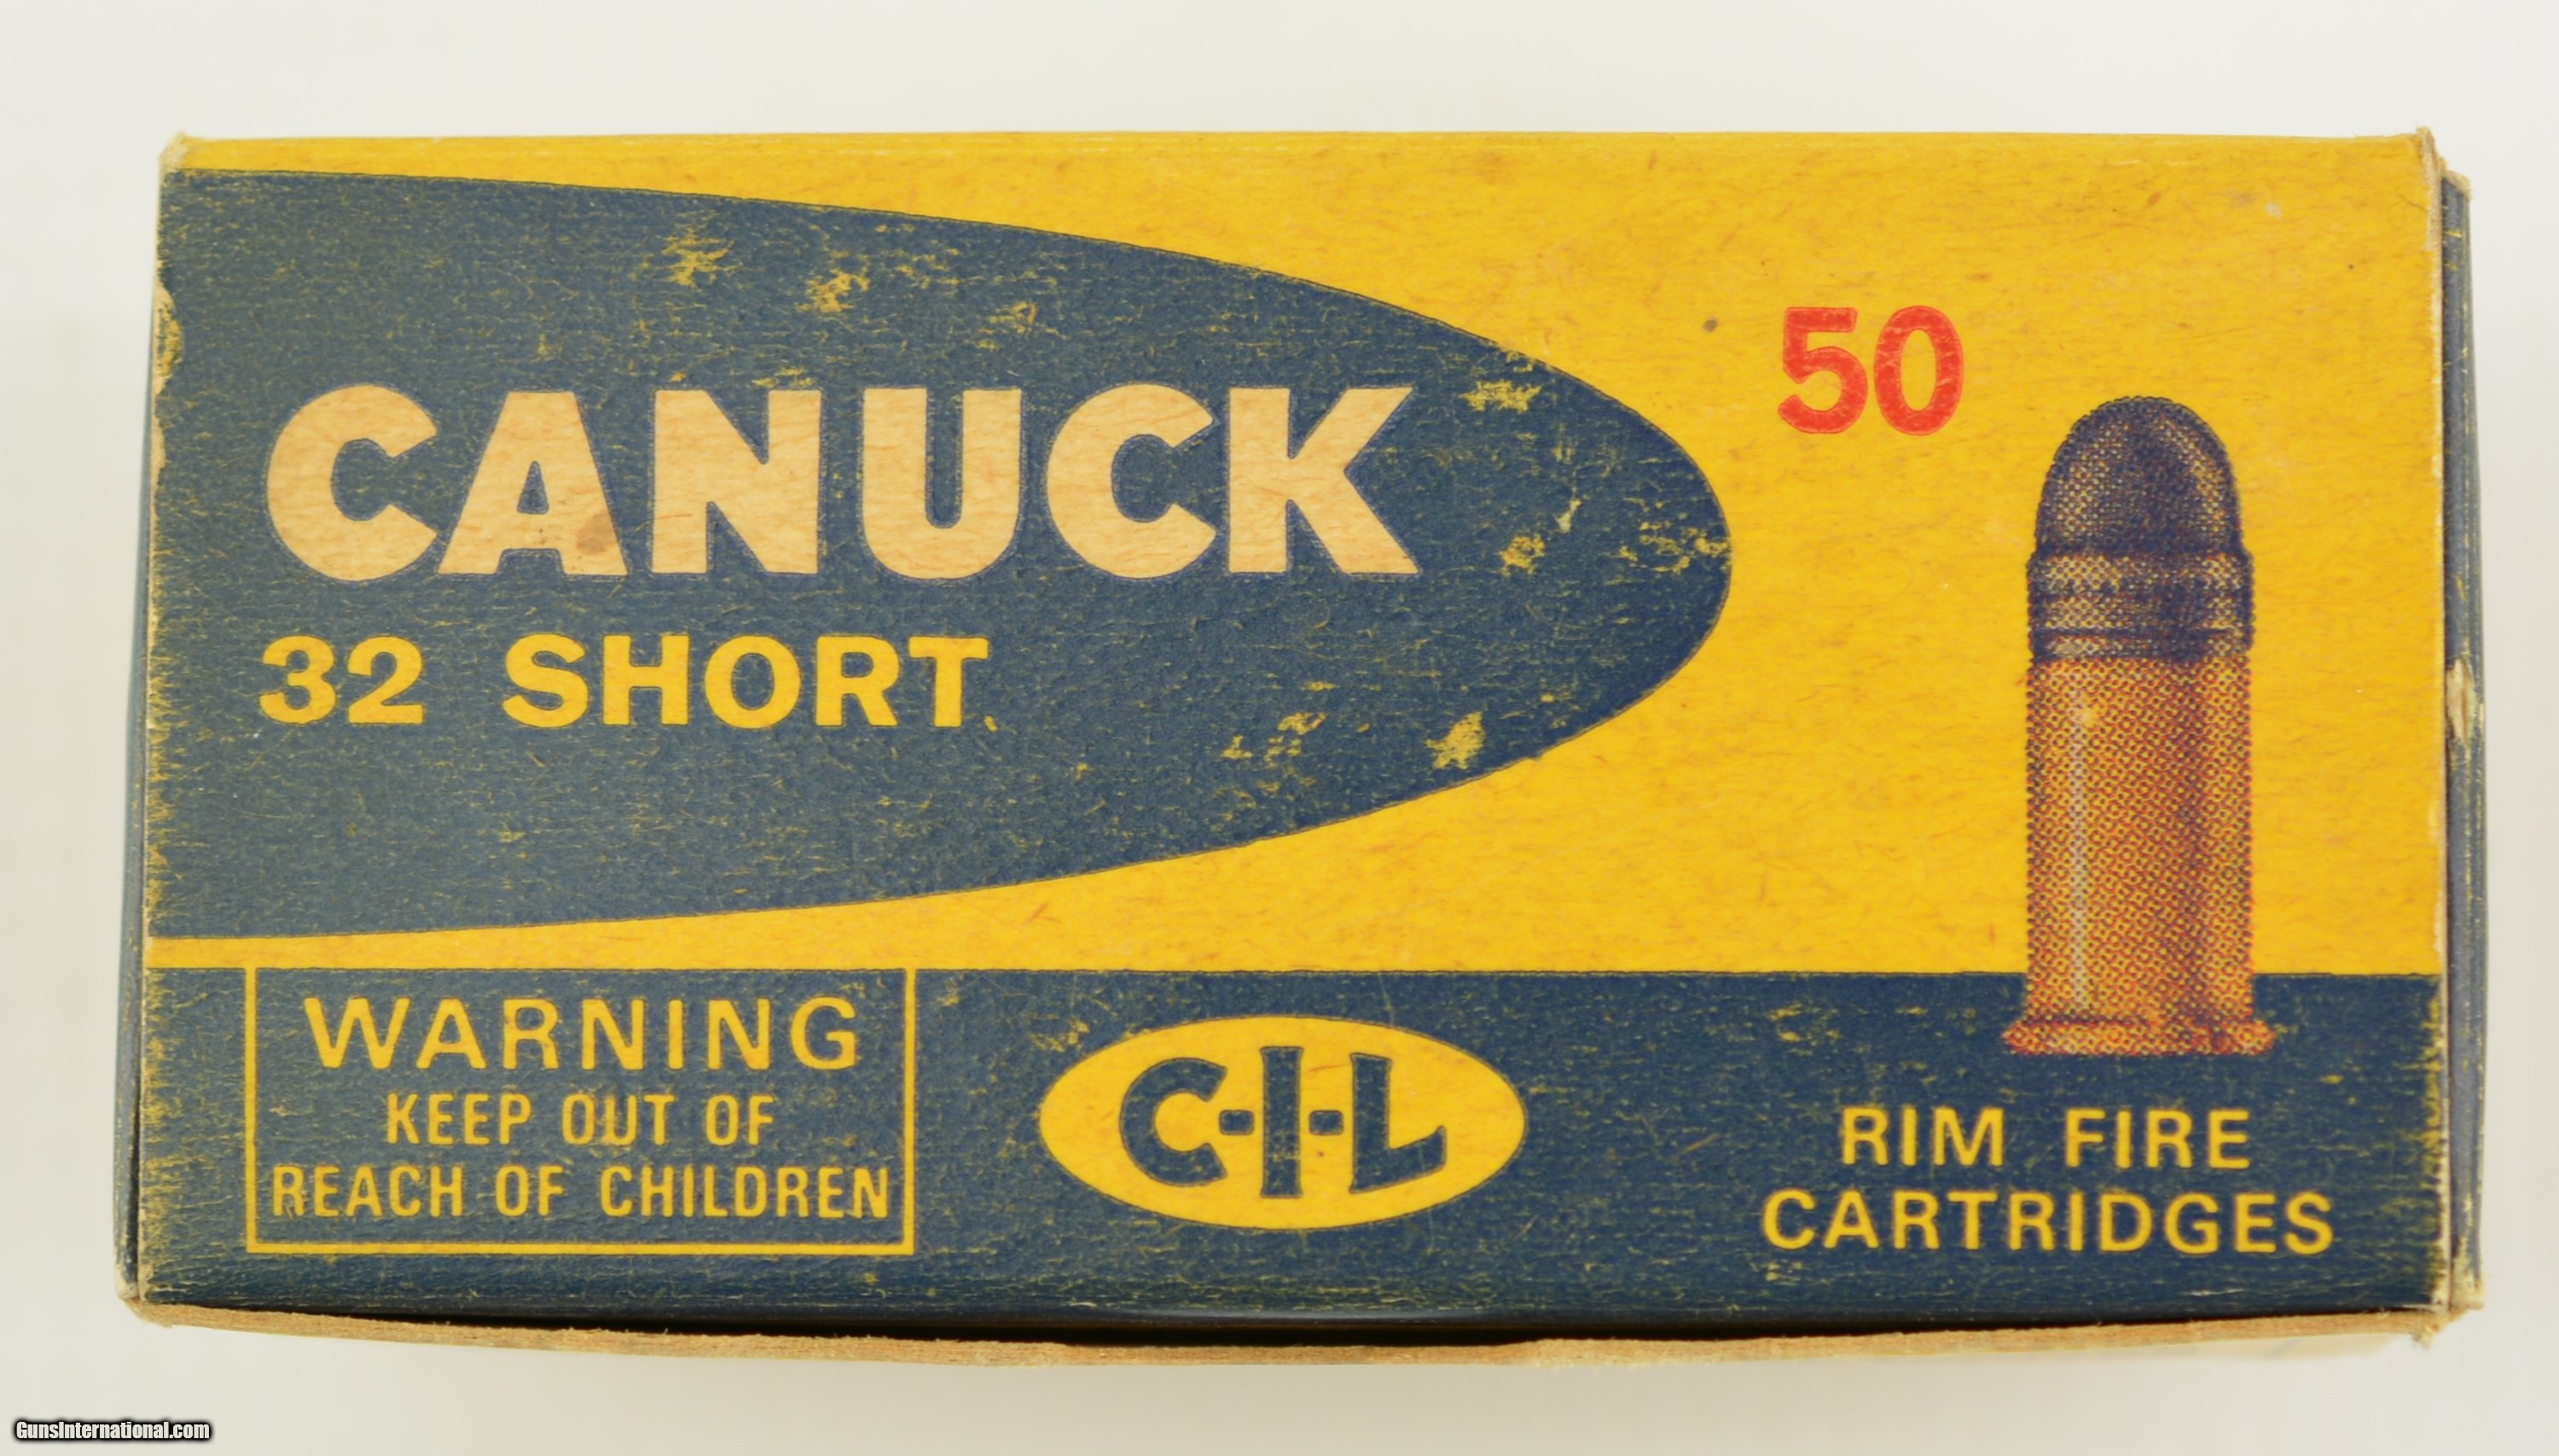 CANUCK
32 SHORT
50
WARNING
KEEP OUT OF
REACH OF CHILDREN
C-I-L
RIM FIRE
CARTRIDGES
GunsInternational.com